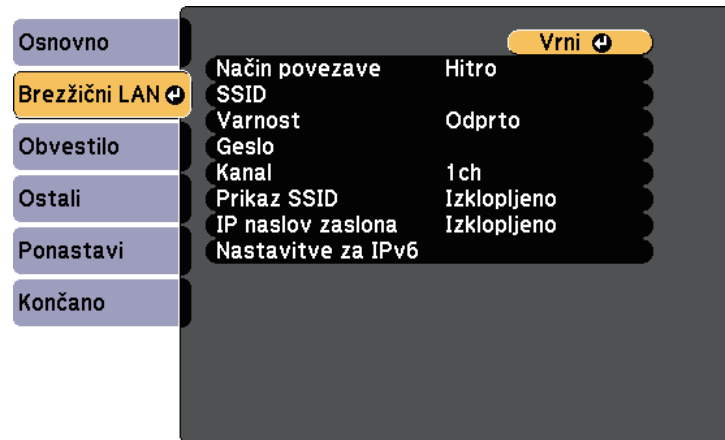 Osnovno
Brezžični LAN
Obvestilo
Ostali
Ponastavi
Končano
Vrni
Način povezave Hitro
SSID
Varnost Odprto
Geslo
Kanal 1ch
Prikaz SSID Izklopljeno
IP naslov zaslona Izklopljeno
Nastavitve za IPv6